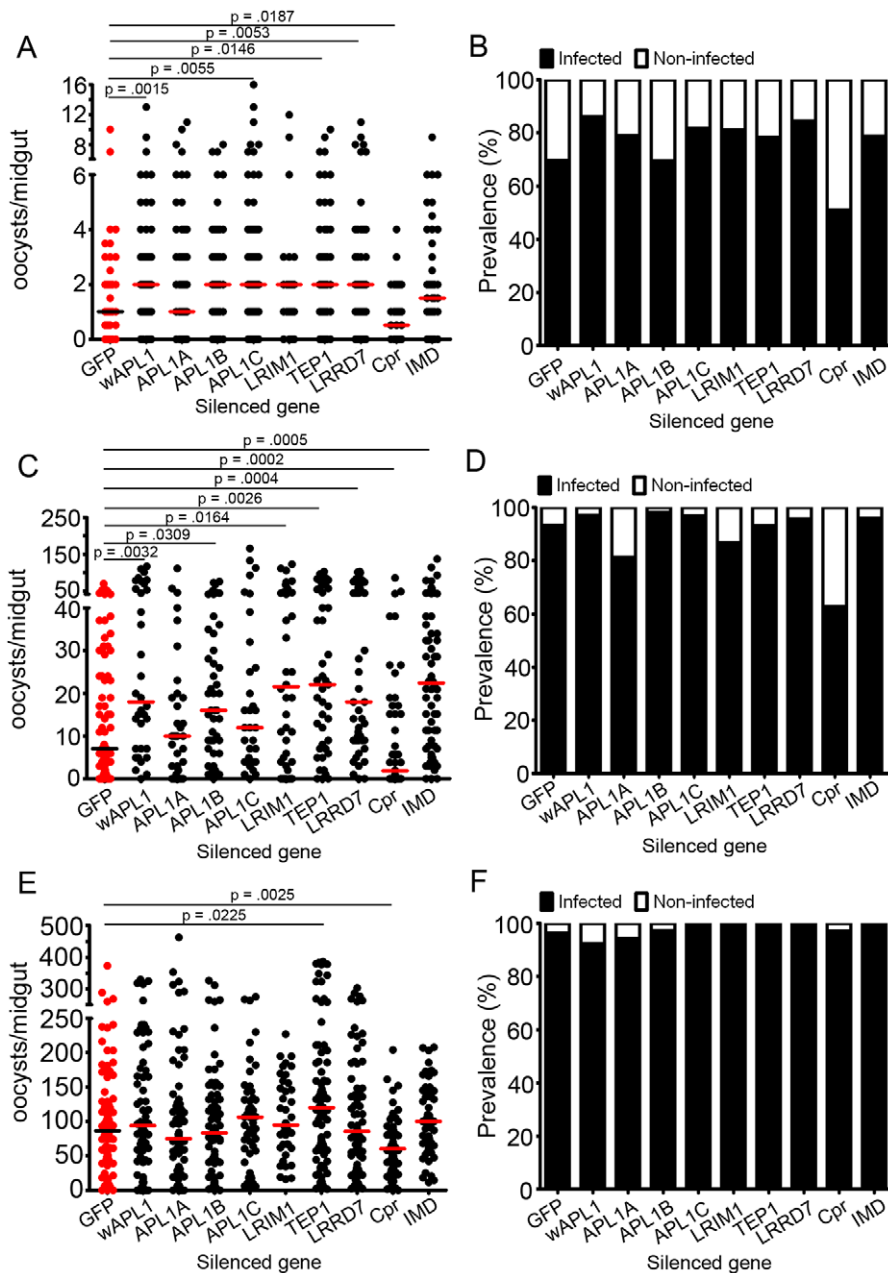 A
p = .0187
p = .0053
p = .0146
p = .0055
p = .0015
16
12
8
6
4
2
0
oocysts/midgut
GFP wAPL1 APL1A APL1B APL1C LRIM1 TEP1 LRRD7 Cpr IMD
Silenced gene
B
Infected Non-infected
100
80
60
40
20
0
Prevalence (%)
GFP wAPL1 APL1A APL1B APL1C LRIM1 TEP1 LRRD7 Cpr IMD
Silenced gene
C
p = .0005
p = .0002
p = .0004
p = .0026
p = .0164
p = .0309
p = .0032
250
150
100
50
40
30
20
10
0
oocysts/midgut
GFP wAPL1 APL1A APL1B APL1C LRIM1 TEP1 LRRD7 Cpr IMD
Silenced gene
D
Infected Non-infected
100
80
60
40
20
0
Prevalence (%)
GFP wAPL1 APL1A APL1B APL1C LRIM1 TEP1 LRRD7 Cpr IMD
Silenced gene
E
p = .0025
p = .0225
500
400
300
250
200
150
100
50
0
oocysts/midgut
GFP wAPL1 APL1A APL1B APL1C LRIM1 TEP1 LRRD7 Cpr IMD
Silenced gene
F
Infected Non-infected
100
80
60
40
20
0
Prevalence (%)
GFP wAPL1 APL1A APL1B APL1C LRIM1 TEP1 LRRD7 Cpr IMD
Silenced gene